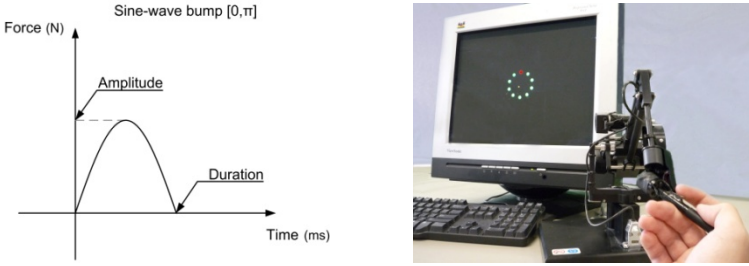 Sine-wave bump [0,π]
Force (N)
Amplitude
Duration
Time (ms)